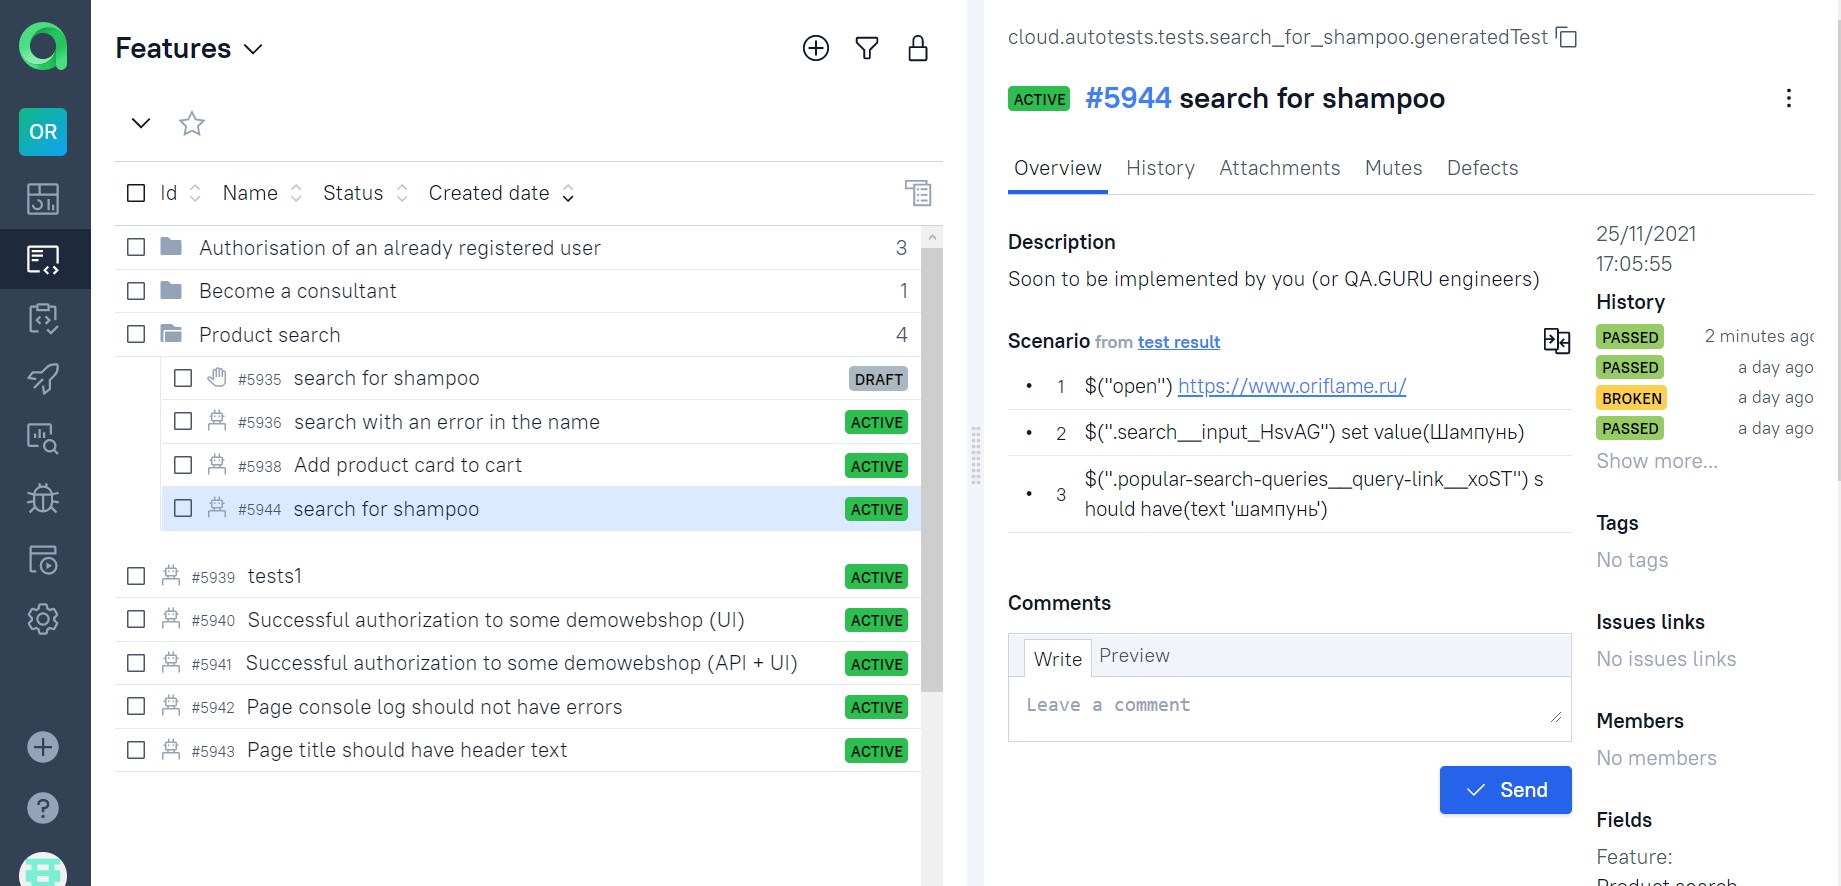 OR
Features
Id Name Status Created date
Authorisation of an already registered user 3
Become a consultant 1
Product search 4
#5935 search for shampoo DRAFT
#5936 search with an error in the name ACTIVE
#5938 Add product card to cart ACTIVE
#5944 search for shampoo ACTIVE
#5939 tests1 ACTIVE
#5940 Successful authorization to some demowebshop (UI) ACTIVE
#5941 Successful authorization to some demowebshop (API + UI) ACTIVE
#5942 Page console log should not have errors ACTIVE
#5943 Page title should have header text ACTIVE
cloud.autotests.tests.search_for_shampoo.generatedTest
ACTIVE #5944 search for shampoo
Overview History Attachments Mutes Defects
Description
Soon to be implemented by you (or QA.GURU engineers)
Scenario from test result
• 1 $("open") https://www.oriflame.ru/
• 2 $(".search__input_HsvAG") set value(Шампунь)
• 3 $(".popular-search-queries__query-link__xoST") s
hould have(text 'шампунь')
Comments
Write Preview
Leave a comment
Send
25/11/2021
17:05:55
History
PASSED 2 minutes ago
PASSED a day ago
BROKEN a day ago
PASSED a day ago
Show more...
Tags
No tags
Issues links
No issues links
Members
No members
Fields
Feature:
Product search